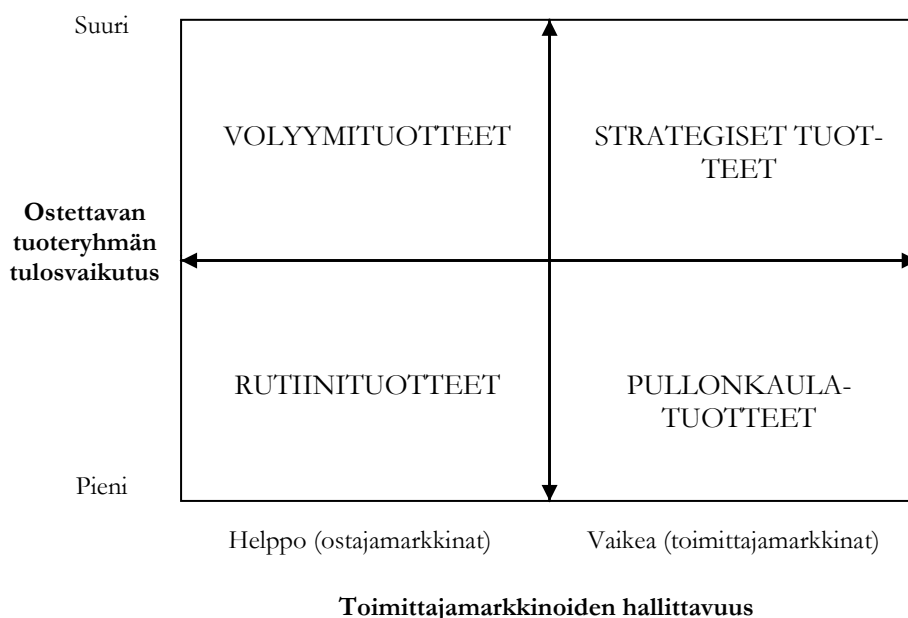 Suuri
VOLYYMITUOTTEET
STRATEGISET TUOT-
TEET
Ostettavan
tuoteryhmän
tulosvaikutus
RUTIINITUOTTEET
PULLONKAULA-
TUOTTEET
Pieni
Helppo (ostajamarkkinat)
Vaikea (toimittajamarkkinat)
Toimittajamarkkinoiden hallittavuus